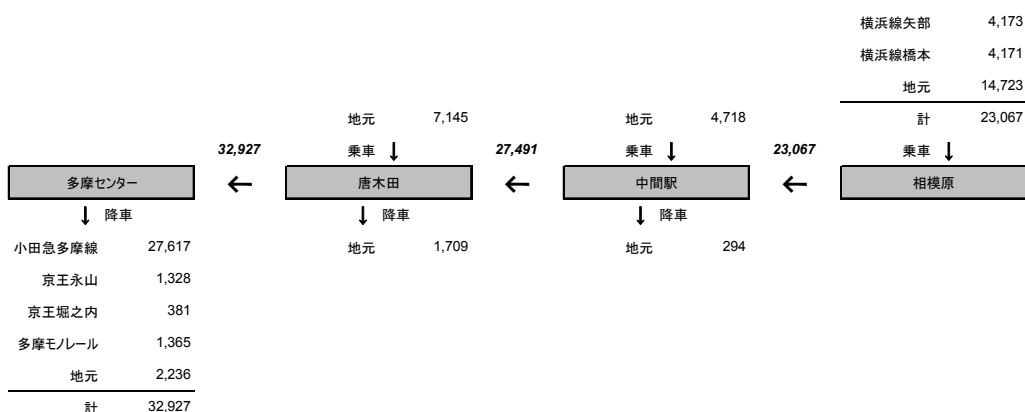 横浜線矢部 4,173
横浜線橋本 4,171
地元 14,723
計 23,067
地元 7,145
地元 4,718
32,927 乗車 ↓ 27,491 乗車 ↓ 23,067 乗車 ↓
多摩センター ← 唐木田 ← 中間駅 ← 相模原
↓ 降車 ↓ 降車 ↓ 降車
小田急多摩線 27,617 地元 1,709 地元 294
京王永山 1,328
京王堀之内 381
多摩モノレール 1,365
地元 2,236
計 32,927